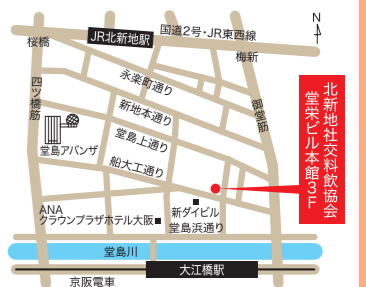 N
JR北新地駅
国道2号・JR東西線
桜橋
梅新
永楽町通り
四ツ橋筋
新地本通り
御堂筋
堂島上通り
堂島アバンザ
船大工通り
北新地社交料飲協会
堂栄ビル本館3F
ANA
クラウンプラザホテル大阪
新ダイビル
堂島浜通り
堂島川
大江橋駅
京阪電車